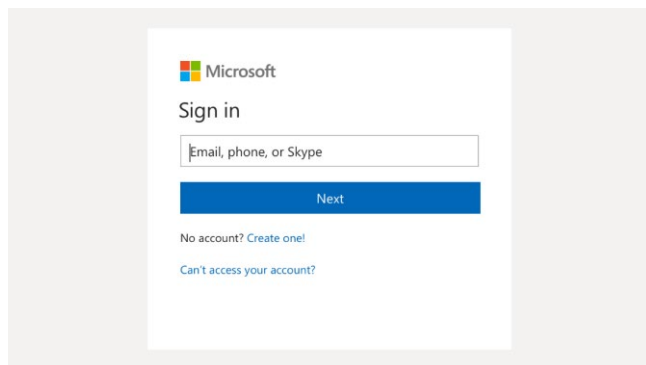 Microsoft
Sign in
Email, phone, or Skype
Next
No account? Create one!
Can't access your account?